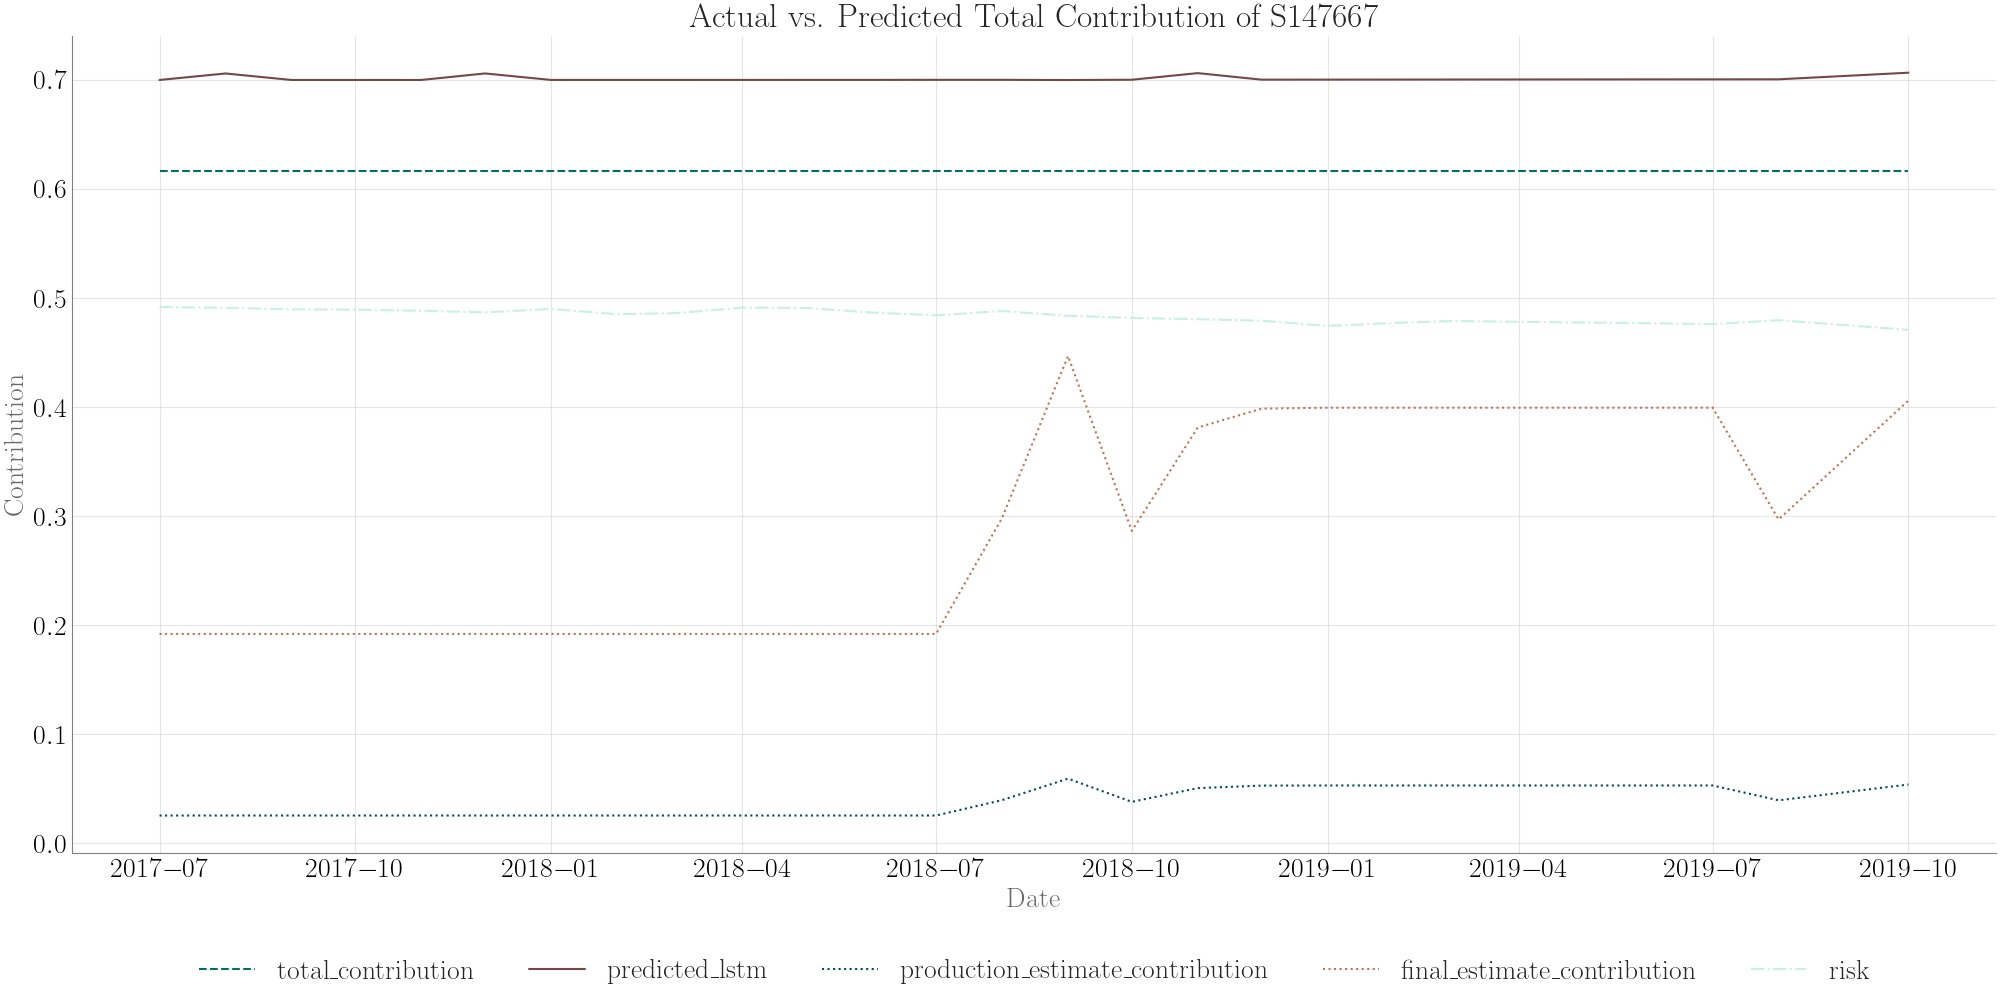 Actual vs. Predicted Total Contribution of S147667
Contribution
0.7
0.6
0.5
0.4
0.3
0.2
0.1
0.0
2017–07 2017–10 2018–01 2018–04 2018–07 2018–10 2019–01 2019–04 2019–07 2019–10
Date
total_contribution predicted_lstm production_estimate_contribution final_estimate_contribution risk